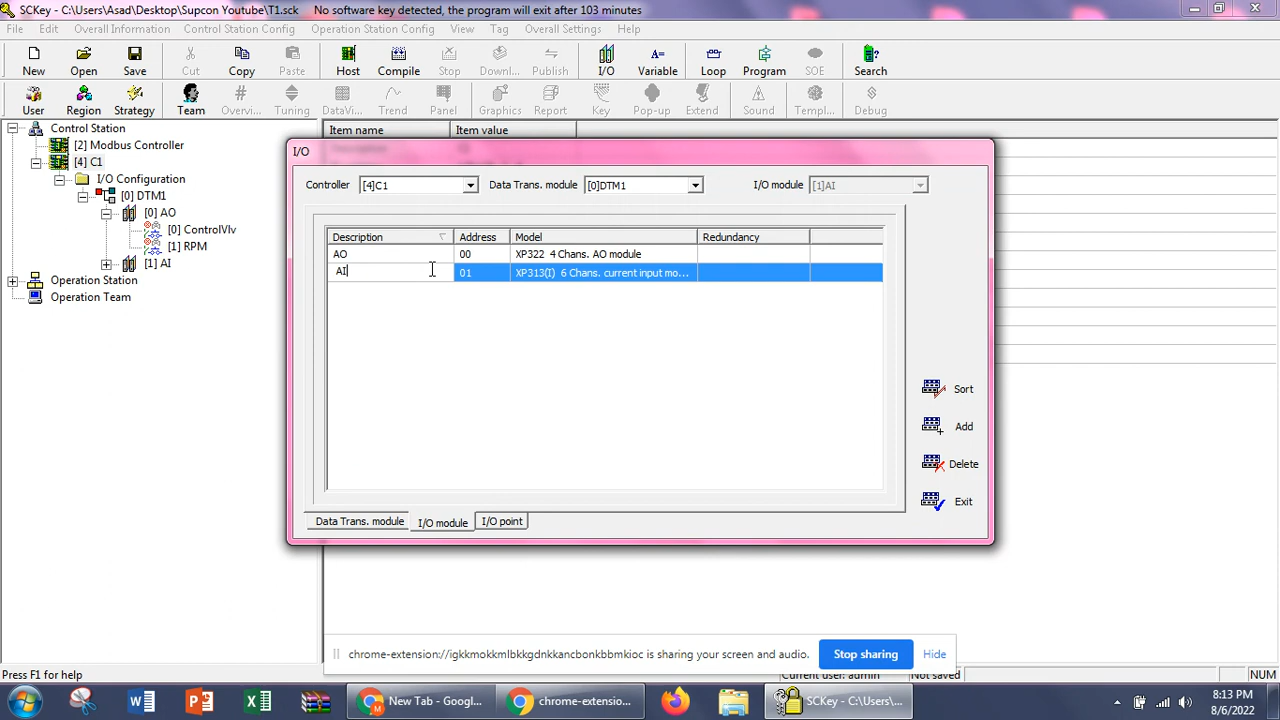 SCKey - C:\Users\Asad\Desktop\Supcon Youtube\T1.sck No software key detected, the program will exit after 103 minutes
File Edit Overall Information Control Station Config Operation Station Config View Tag Overall Settings Help
New Open Save Cut Copy Paste Host Compile Stop Downl... Publish I/O Variable Loop Program SOE Search
User Region Strategy Team Overvi... Tuning DataVi... Trend Panel Graphics Report Key Pop-up Extend Sound Templ... Debug
Control Station
[2] Modbus Controller
[4] C1
I/O Configuration
[0] DTM1
[0] AO
[0] ControlVlv
[1] RPM
[1] AI
Operation Station
Operation Team
Item name Item value
I/O
Controller [4]C1 Data Trans. module [0]DTM1 I/O module [1]AI
Description Address Model Redundancy
AO 00 XP322 4 Chans. AO module
AI 01 XP313(I) 6 Chans. current input mo...
Sort
Add
Delete
Exit
Data Trans. module I/O module I/O point
chrome-extension://igkkmokkmlbkkgdnkkancbonkbbmkioc is sharing your screen and audio. Stop sharing Hide
Press F1 for help Current user: admin Not saved NUM
New Tab - Google... chrome-extensio... SCKey - C:\Users\... 8:13 PM
8/6/2022